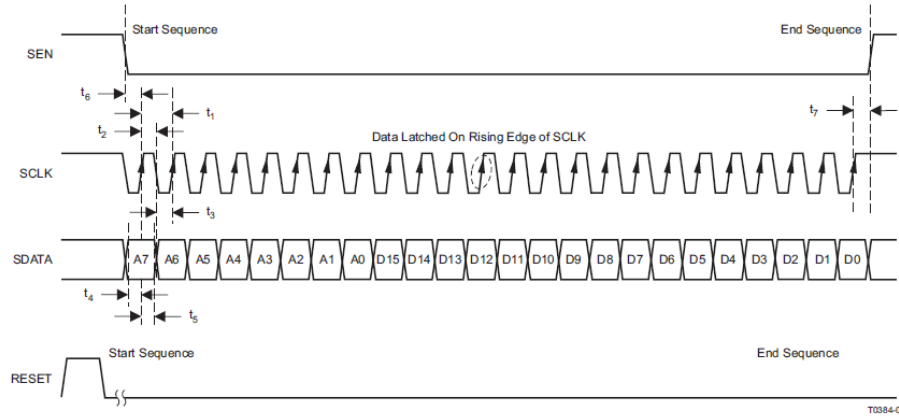 Start Sequence
End Sequence
SEN
t6
t1
t7
t2
Data Latched On Rising Edge of SCLK
SCLK
t3
SDATA
A7 A6 A5 A4 A3 A2 A1 A0 D15 D14 D13 D12 D11 D10 D9 D8 D7 D6 D5 D4 D3 D2 D1 D0
t4
t5
Start Sequence
End Sequence
RESET